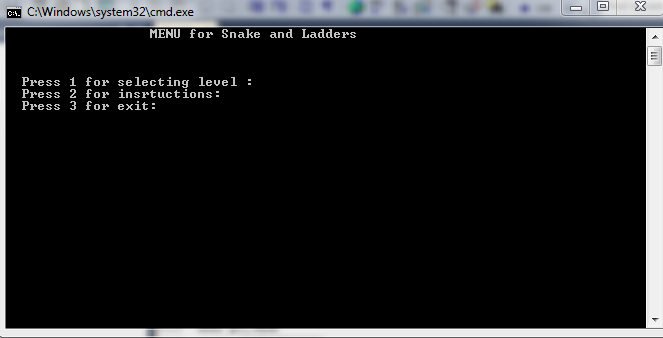 C:\Windows\system32\cmd.exe
MENU for Snake and Ladders
Press 1 for selecting level :
Press 2 for insrtuctions:
Press 3 for exit: